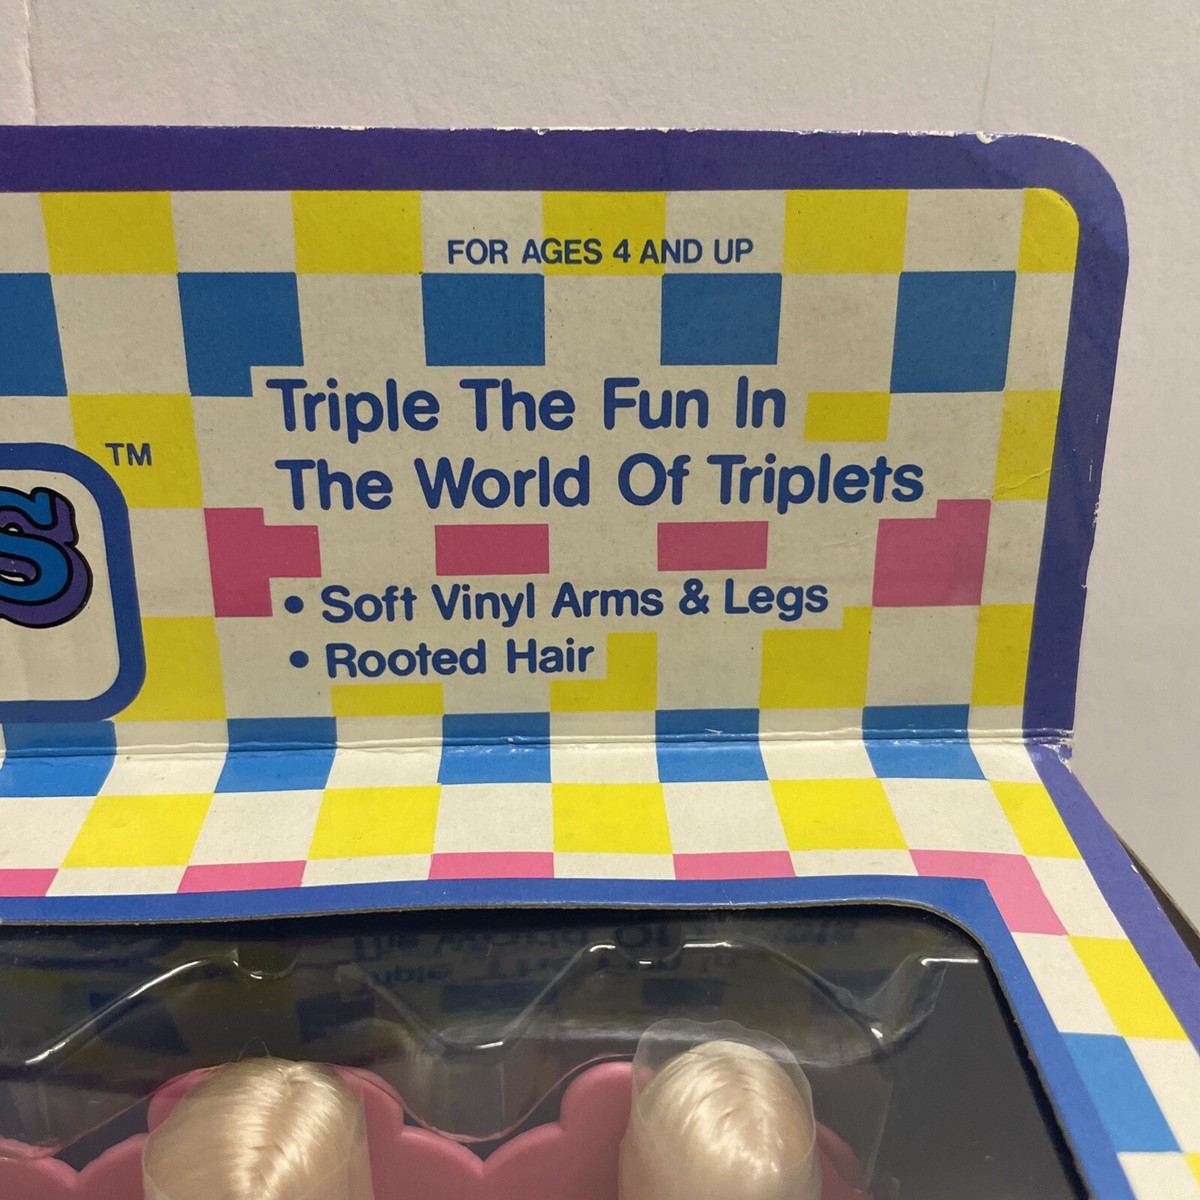 FOR AGES 4 AND UP
Triple The Fun In
The World Of Triplets
TM
S
• Soft Vinyl Arms & Legs
• Rooted Hair